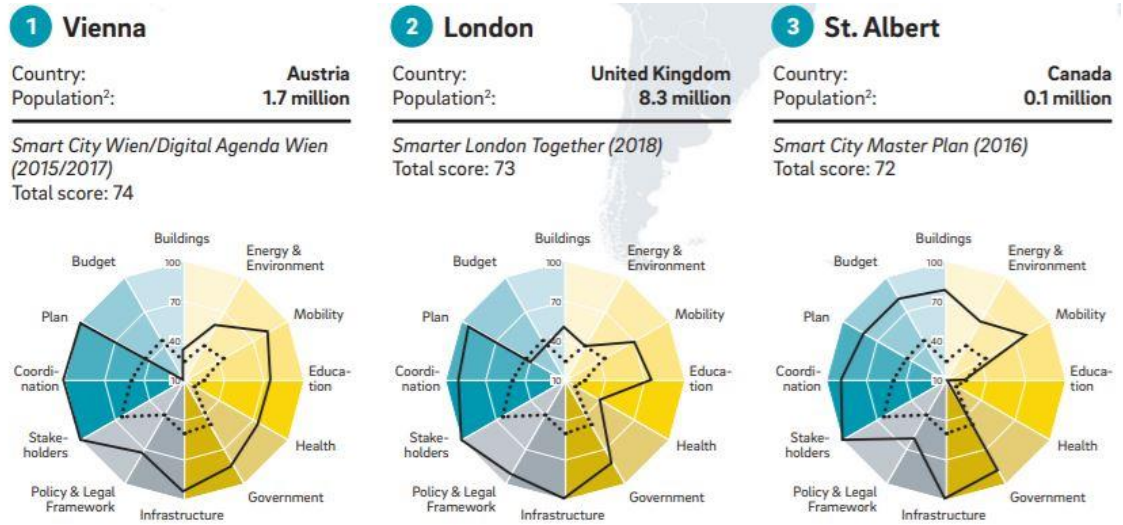 1 Vienna
Country: Austria
Population²: 1.7 million
Smart City Wien/Digital Agenda Wien
(2015/2017)
Total score: 74
Buildings
Energy &
Environment
Mobility
Educa-
tion
Health
Government
Infrastructure
Policy & Legal
Framework
Stake-
holders
Coordi-
nation
Plan
Budget
100
70
40
10
2 London
Country: United Kingdom
Population²: 8.3 million
Smarter London Together (2018)
Total score: 73
Buildings
Energy &
Environment
Mobility
Educa-
tion
Health
Government
Infrastructure
Policy & Legal
Framework
Stake-
holders
Coordi-
nation
Plan
Budget
100
70
40
10
3 St. Albert
Country: Canada
Population²: 0.1 million
Smart City Master Plan (2016)
Total score: 72
Buildings
Energy &
Environment
Mobility
Educa-
tion
Health
Government
Infrastructure
Policy & Legal
Framework
Stake-
holders
Coordi-
nation
Plan
Budget
100
70
40
10